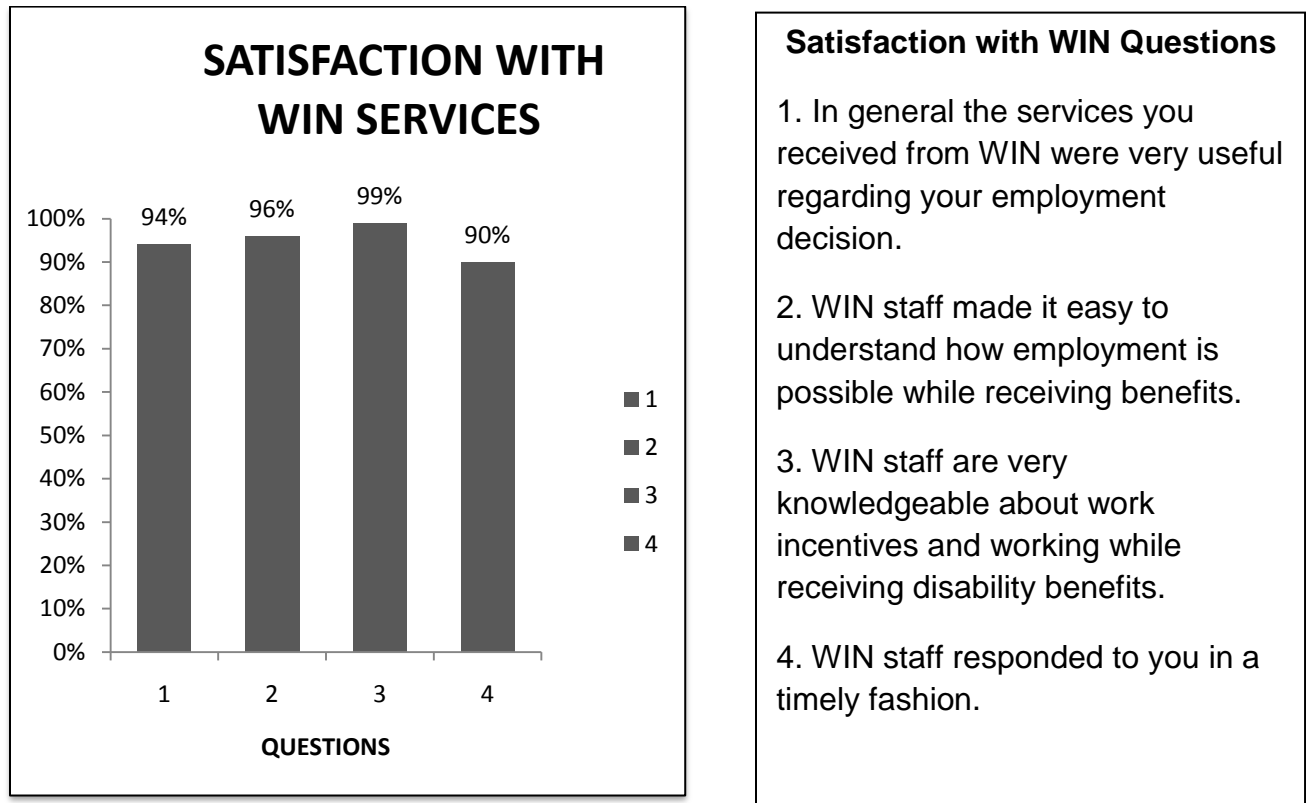 SATISFACTION WITH
WIN SERVICES
94%
96%
99%
90%
100%
90%
80%
70%
60%
50%
40%
30%
20%
10%
0%
1
2
3
4
1
2
3
4
QUESTIONS
Satisfaction with WIN Questions
1. In general the services you
received from WIN were very useful
regarding your employment
decision.
2. WIN staff made it easy to
understand how employment is
possible while receiving benefits.
3. WIN staff are very
knowledgeable about work
incentives and working while
receiving disability benefits.
4. WIN staff responded to you in a
timely fashion.